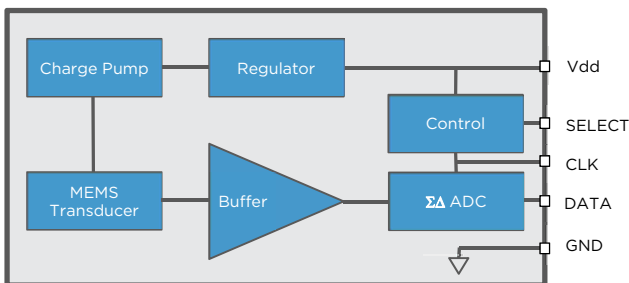 Charge Pump
Regulator
Vdd
Control
SELECT
CLK
MEMS
Transducer
Buffer
ΣΔ ADC
DATA
GND